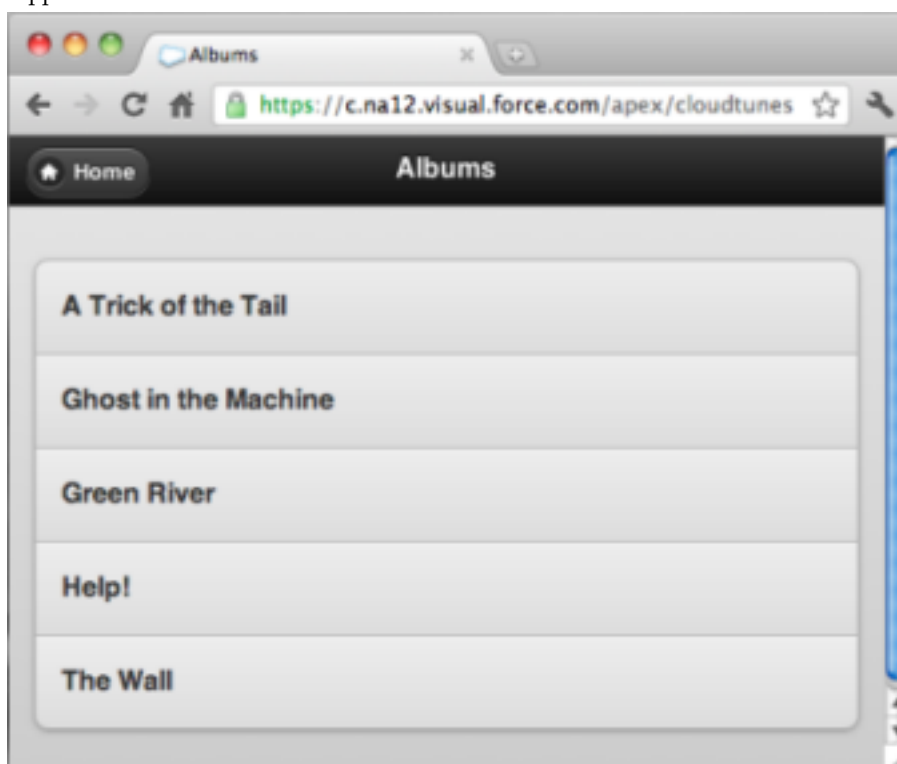 Albums
https://c.na12.visual.force.com/apex/cloudtunes
Home
Albums
A Trick of the Tail
Ghost in the Machine
Green River
Help!
The Wall